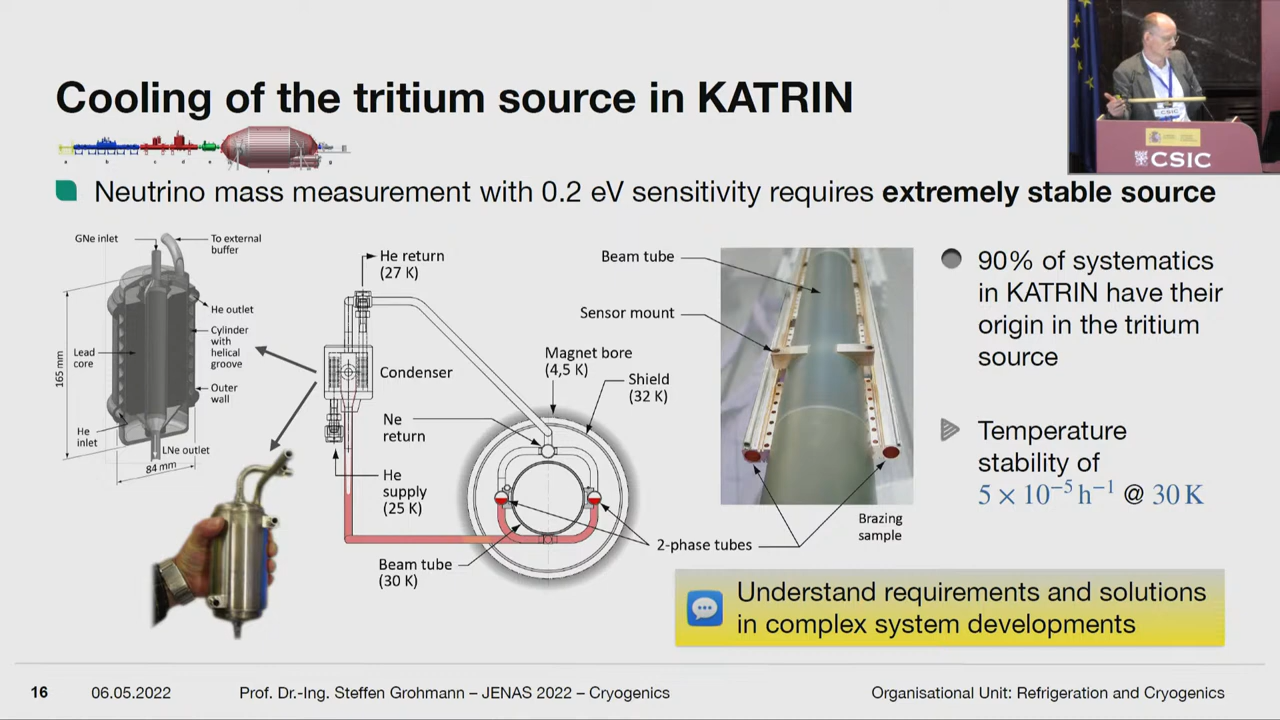 CSIC
CSIC
Cooling of the tritium source in KATRIN
Neutrino mass measurement with 0.2 eV sensitivity requires extremely stable source
GNe inlet
To external
buffer
He outlet
Cylinder
with
helical
groove
Lead
core
165 mm
Outer
wall
He
inlet
LNe outlet
84 mm
He return
(27 K)
Condenser
Ne
return
He
supply
(25 K)
Beam tube
(30 K)
Magnet bore
(4,5 K)
Shield
(32 K)
2-phase tubes
Beam tube
Sensor mount
Brazing
sample
90% of systematics
in KATRIN have their
origin in the tritium
source
Temperature
stability of
5 × 10⁻⁵ h⁻¹ @ 30 K
Understand requirements and solutions
in complex system developments
16
06.05.2022
Prof. Dr.-Ing. Steffen Grohmann – JENAS 2022 – Cryogenics
Organisational Unit: Refrigeration and Cryogenics